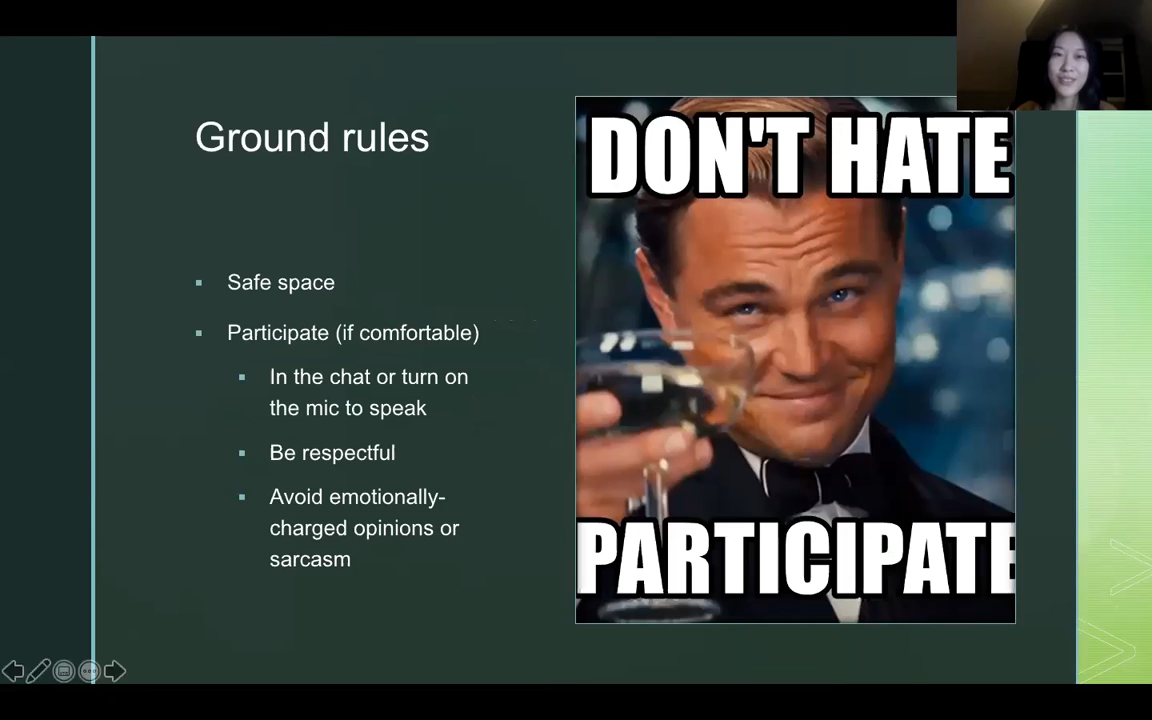 Ground rules
Safe space
Participate (if comfortable)
In the chat or turn on
the mic to speak
Be respectful
Avoid emotionally-
charged opinions or
sarcasm
DON'T HATE
PARTICIPATE